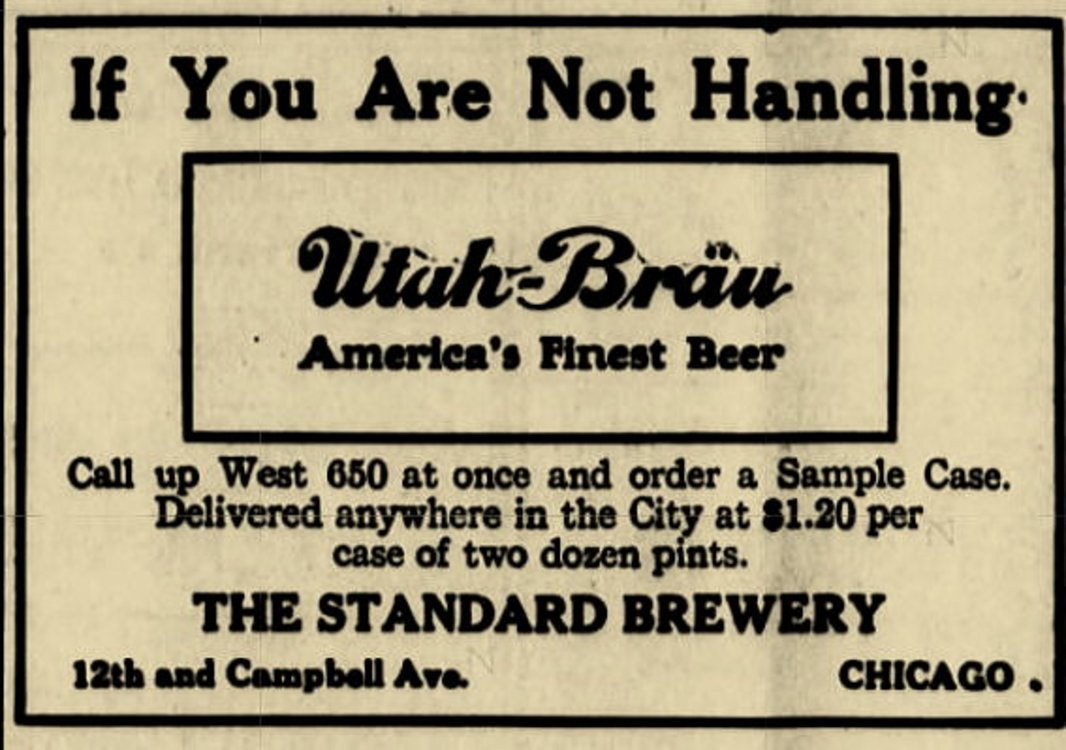 If You Are Not Handling
Utah-Bräu
America's Finest Beer
Call up West 650 at once and order a Sample Case.
Delivered anywhere in the City at $1.20 per
case of two dozen pints.
THE STANDARD BREWERY
12th and Campbell Ave. CHICAGO .